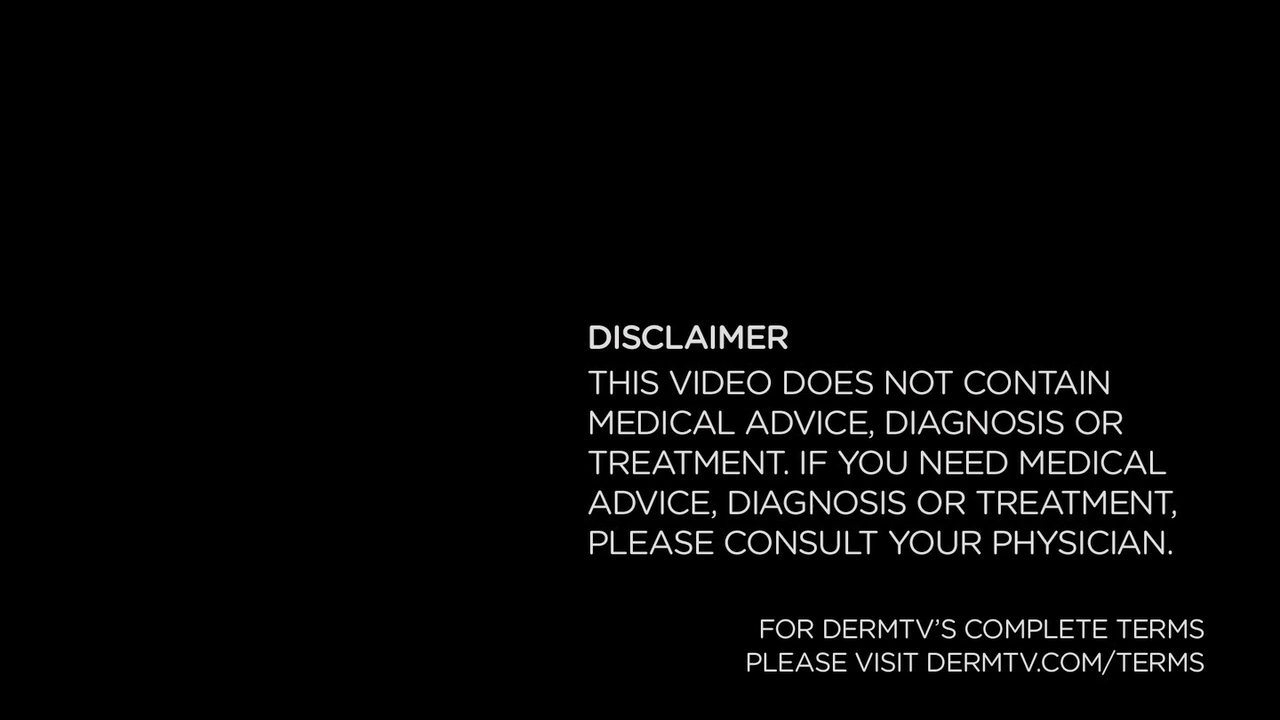 DISCLAIMER
THIS VIDEO DOES NOT CONTAIN
MEDICAL ADVICE, DIAGNOSIS OR
TREATMENT. IF YOU NEED MEDICAL
ADVICE, DIAGNOSIS OR TREATMENT,
PLEASE CONSULT YOUR PHYSICIAN.
FOR DERMTV’S COMPLETE TERMS
PLEASE VISIT DERMTV.COM/TERMS